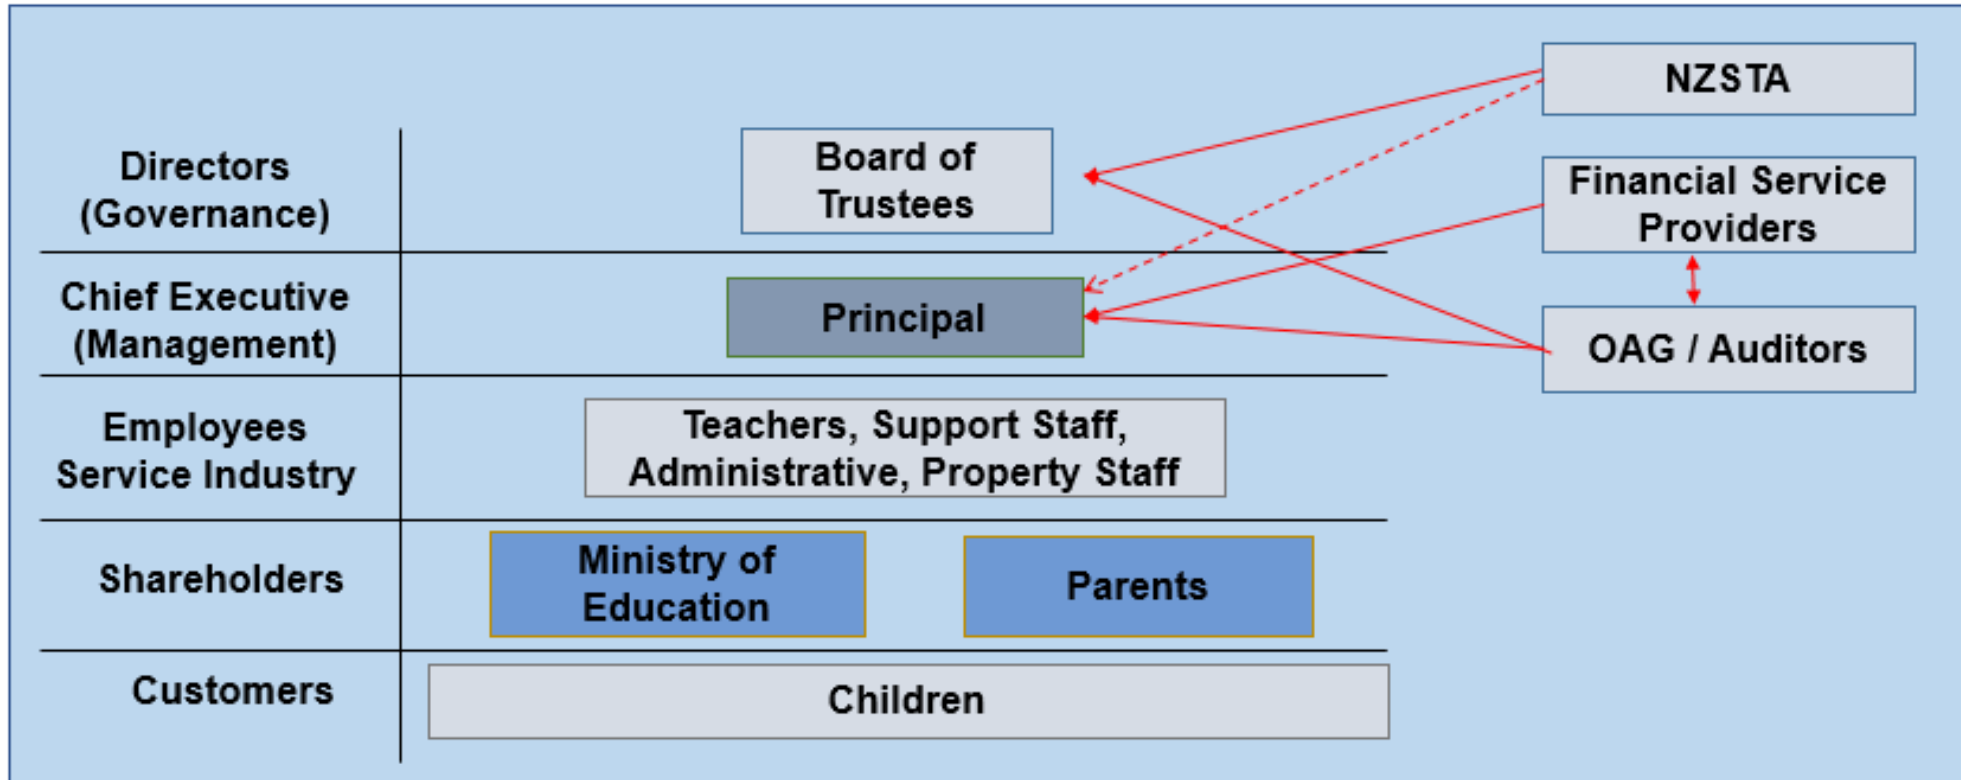 NZSTA
Directors
(Governance)
Board of
Trustees
Financial Service
Providers
Chief Executive
(Management)
Principal
OAG / Auditors
Employees
Service Industry
Teachers, Support Staff,
Administrative, Property Staff
Shareholders
Ministry of
Education
Parents
Customers
Children